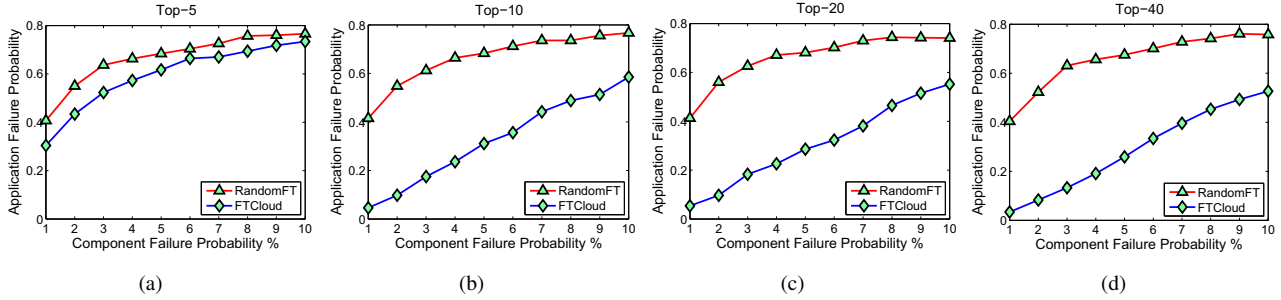 Top−5
Application Failure Probability
0.8
0.6
0.4
0.2
0
RandomFT
FTCloud
1 2 3 4 5 6 7 8 9 10
Component Failure Probability %
(a)
Top−10
Application Failure Probability
0.8
0.6
0.4
0.2
0
RandomFT
FTCloud
1 2 3 4 5 6 7 8 9 10
Component Failure Probability %
(b)
Top−20
Application Failure Probability
0.8
0.6
0.4
0.2
0
RandomFT
FTCloud
1 2 3 4 5 6 7 8 9 10
Component Failure Probability %
(c)
Top−40
Application Failure Probability
0.8
0.6
0.4
0.2
0
RandomFT
FTCloud
1 2 3 4 5 6 7 8 9 10
Component Failure Probability %
(d)